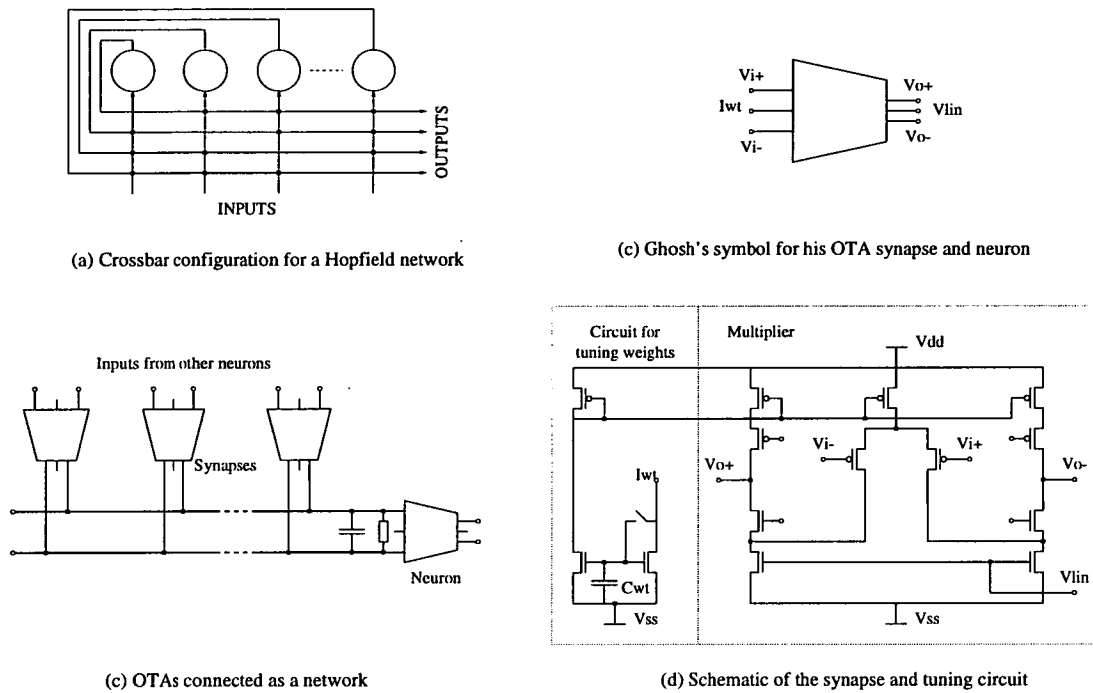 OUTPUTS
INPUTS
(a) Crossbar configuration for a Hopfield network
Vi+
Iwt
Vi-
Vo+
Vlin
Vo-
(c) Ghosh's symbol for his OTA synapse and neuron
Inputs from other neurons
Synapses
Neuron
(c) OTAs connected as a network
Circuit for
tuning weights
Multiplier
Vdd
Vi-
Vi+
Vo+
Vo-
Iwt
Cwt
Vlin
Vss
Vss
(d) Schematic of the synapse and tuning circuit